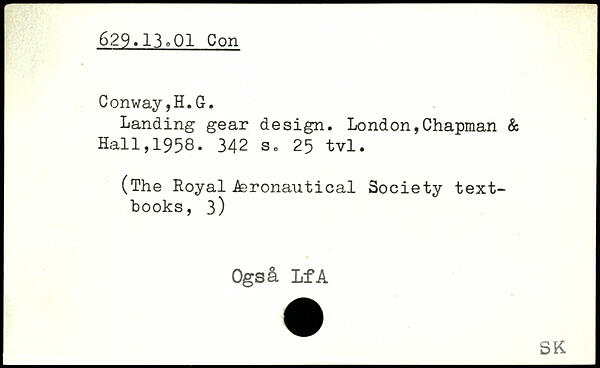 629.13.01 Con
Conway,H.G.
Landing gear design. London,Chapman &
Hall,1958. 342 s. 25 tvl.
(The Royal Æronautical Society text-
books, 3)
Også LfA
SK